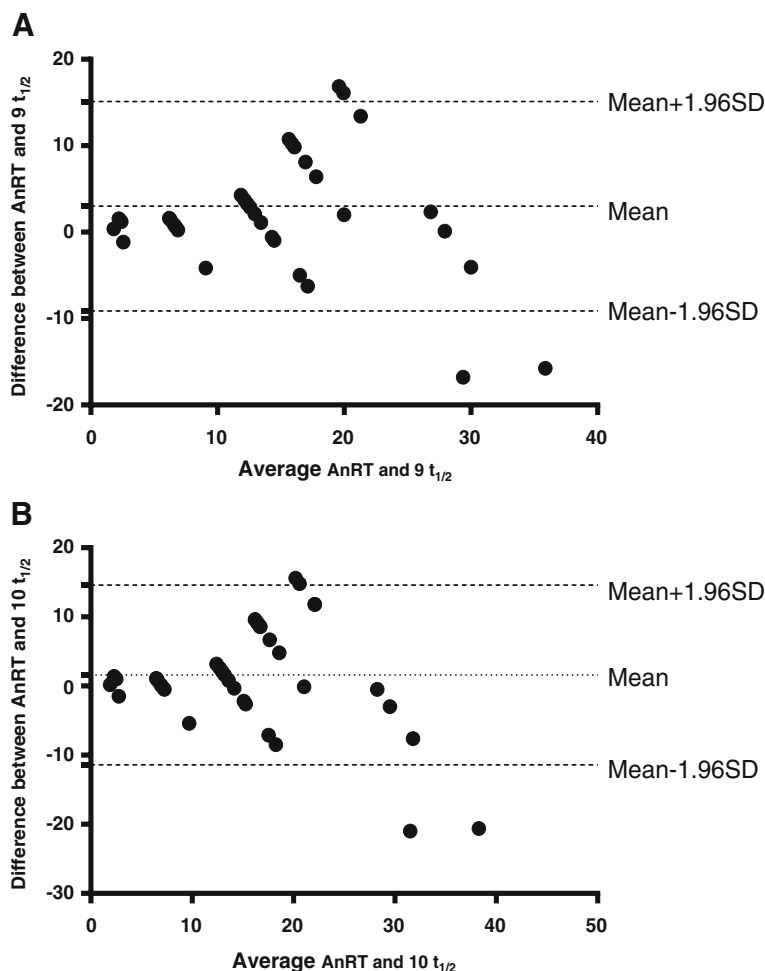 A
Difference between AnRT and 9 t1/2
20
10
0
-10
-20
Mean+1.96SD
Mean
Mean-1.96SD
0 10 20 30 40
Average AnRT and 9 t1/2
B
Difference between AnRT and 10 t1/2
20
10
0
-10
-20
-30
Mean+1.96SD
Mean
Mean-1.96SD
0 10 20 30 40 50
Average AnRT and 10 t1/2